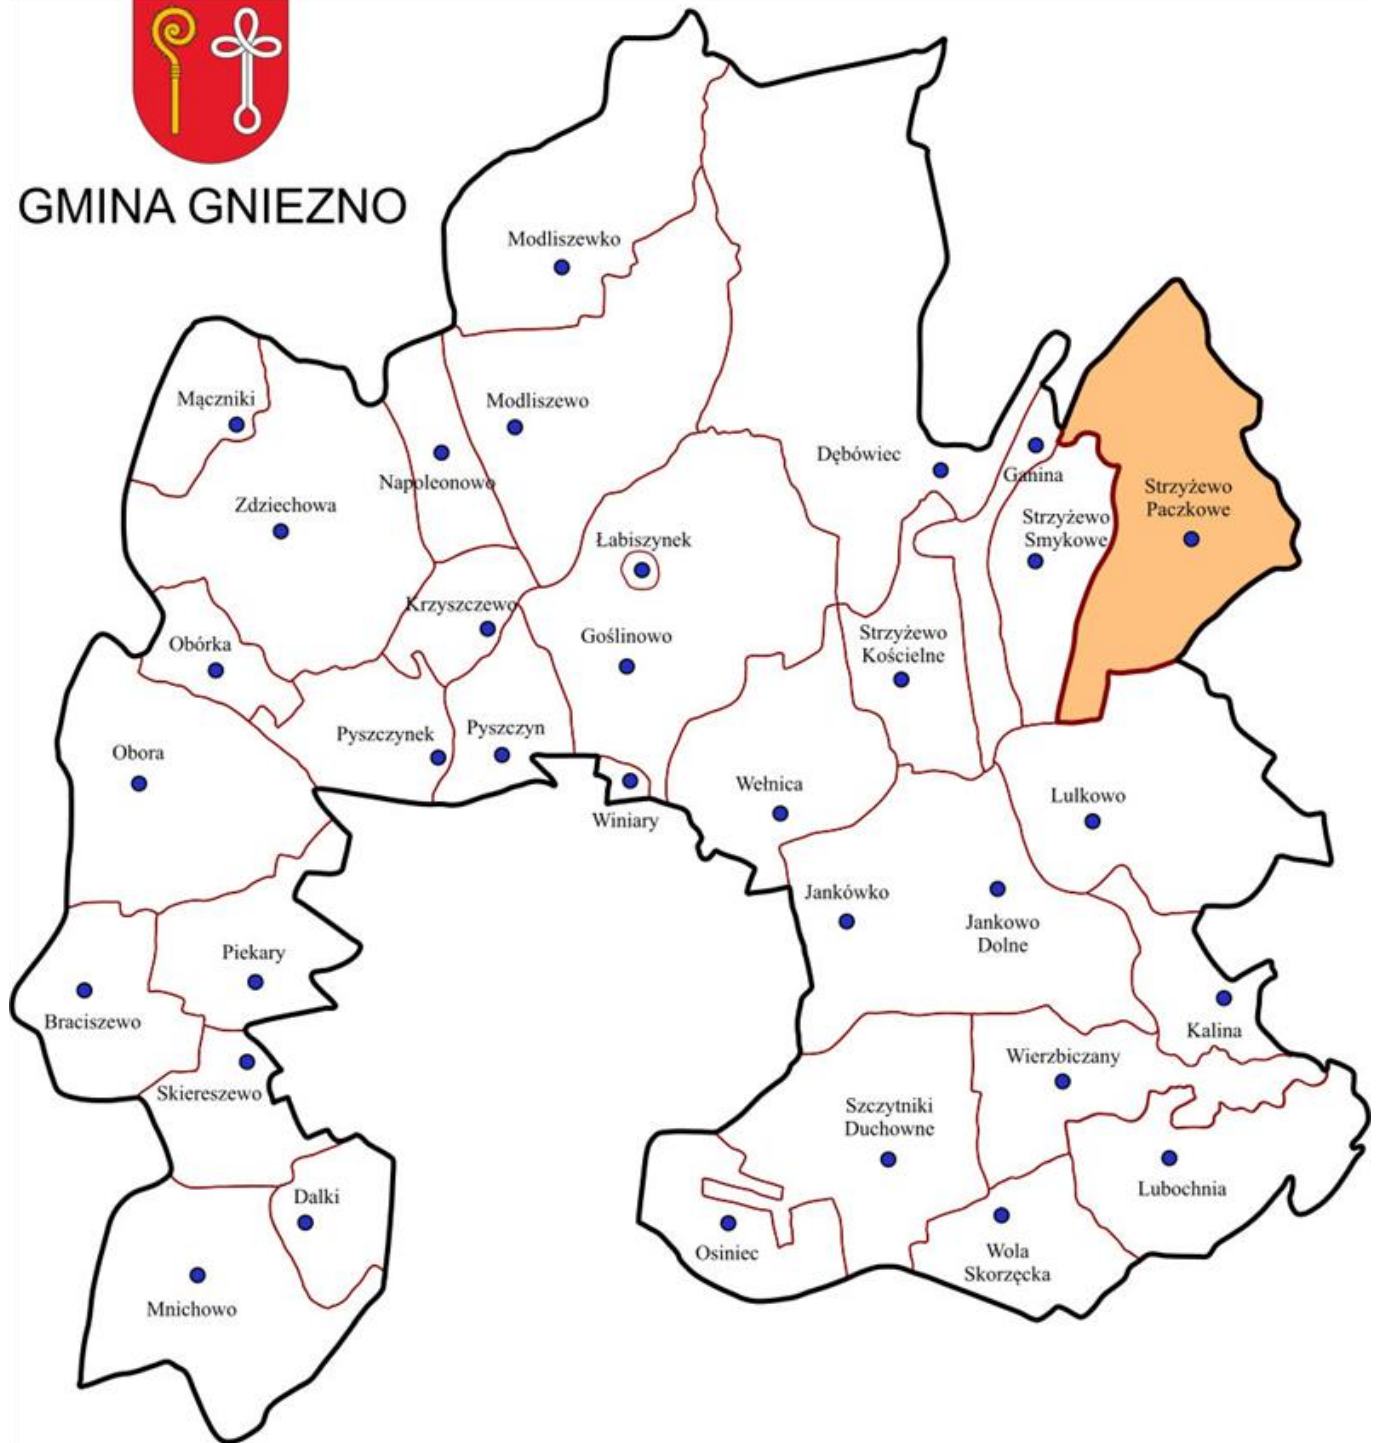 GMINA GNIEZNO
Modliszewko
Mączniki
Modliszewo
Dębówiec
Napoleonowo
Ganina
Strzyżewo
Paczkowe
Zdziechowa
Strzyżewo
Smykowe
Łabiszynek
Krzyszczewo
Goślinowo
Strzyżewo
Kościelne
Obórka
Pyszczynek
Pyszczyn
Obora
Wełnica
Lulkowo
Winiary
Jankówko
Jankowo
Dolne
Piekary
Braciszewo
Kalina
Wierzbiczany
Skiereszewo
Szczytniki
Duchowne
Lubochnia
Dalki
Osiniec
Wola
Skorzęcka
Mnichowo